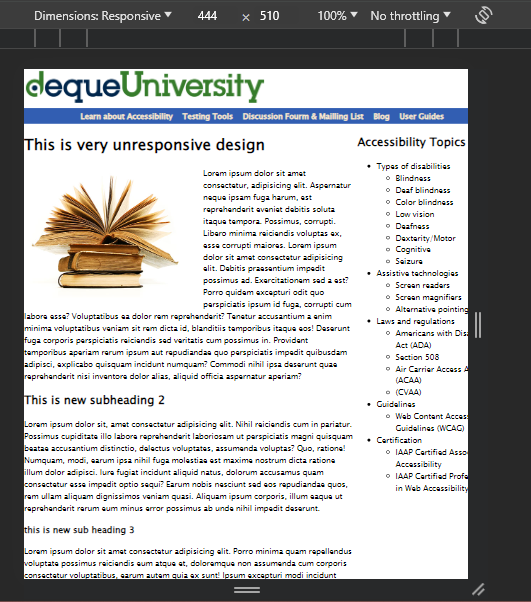 Dimensions: Responsive 444 × 510 100% No throttling
dequeUniversity
Learn about Accessibility Testing Tools Discussion Fourm & Mailling List Blog User Guides
This is very unresponsive design
Lorem ipsum dolor sit amet
consectetur, adipisicing elit. Aspernatur
neque ipsam fuga harum, est
reprehenderit eveniet debitis soluta
itaque tempora. Possimus, corrupti.
Libero minima reiciendis voluptas ex,
esse corrupti maiores. Lorem ipsum
dolor sit amet consectetur adipisicing
elit. Debitis praesentium impedit
possimus ad. Exercitationem sed a est?
Porro quidem excepturi odit quo
perspiciatis ipsum id fuga, corrupti cum
labore esse? Voluptatibus ea dolor rem reprehenderit? Tenetur accusantium a enim
minima voluptatibus veniam sit rem dicta id, blanditiis temporibus itaque eos! Deserunt
fuga corporis perspiciatis reiciendis sed veritatis cum possimus in. Provident
temporibus aperiam rerum ipsum aut repudiandae quo perspiciatis impedit quibusdam
adipisci, explicabo quisquam incidunt numquam? Commodi nihil ipsa deserunt quae
reprehenderit nisi inventore dolor alias, aliquid officia aspernatur aperiam?
This is new subheading 2
Lorem ipsum dolor sit, amet consectetur adipisicing elit. Nihil reiciendis cum in pariatur.
Possimus cupiditate illo labore reprehenderit laboriosam ut perspiciatis magni quisquam
beatae accusantium distinctio, delectus voluptates, assumenda voluptas? Quo, ratione!
Numquam, modi, earum ipsa nihil fuga molestiae est maxime nostrum dicta ratione
illum dolor adipisci. Iure fugiat incidunt aliquid natus, dolorum accusamus quam
consectetur esse impedit optio sequi? Earum nobis nesciunt sed eos repudiandae quos,
rem ullam aliquam dignissimos veniam quasi. Aliquam ipsum corporis, illum eaque ut
reprehenderit rerum eum minus error possimus ab unde nihil impedit deserunt.
this is new sub heading 3
Lorem ipsum dolor sit amet consectetur adipisicing elit. Porro minima quam repellendus
voluptate possimus reiciendis eum atque et, doloremque non assumenda cum corporis
consectetur voluptatibus, earum autem quia ex sunt! Ipsum excepturi modi incidunt
Accessibility Topics
Types of disabilities
Blindness
Deaf blindness
Color blindness
Low vision
Deafness
Dexterity/Motor
Cognitive
Seizure
Assistive technologies
Screen readers
Screen magnifiers
Alternative pointing
Laws and regulations
Americans with Disa
Act (ADA)
Section 508
Air Carrier Access A
(ACAA)
(CVAA)
Guidelines
Web Content Acces
Guidelines (WCAG)
Certification
IAAP Certified Asso
Accessibility
IAAP Certified Profe
in Web Accessibility